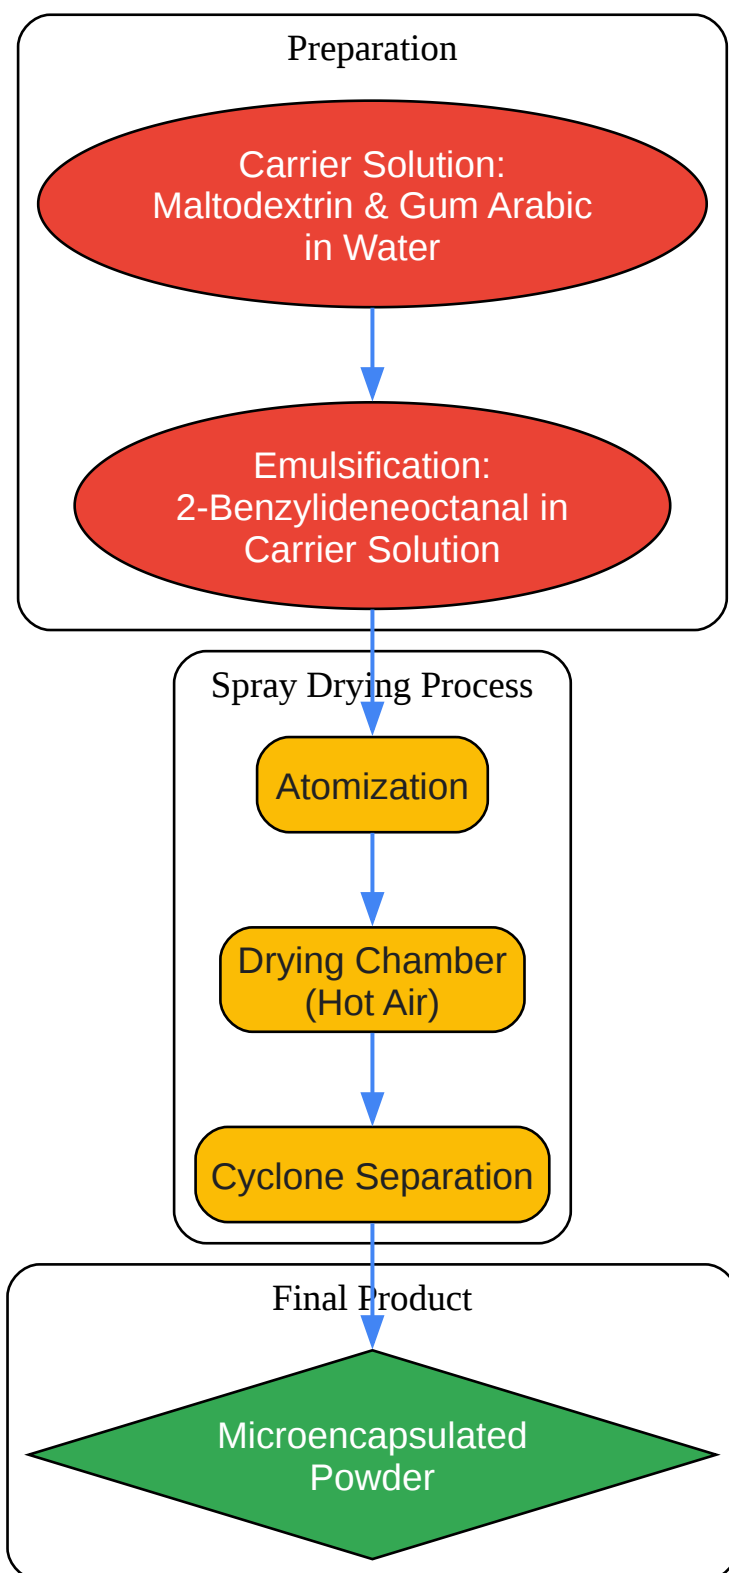 Preparation
Carrier Solution:
Maltodextrin & Gum Arabic
in Water
Emulsification:
2-Benzylideneoctanal in
Carrier Solution
Spray Drying Process
Atomization
Drying Chamber
(Hot Air)
Cyclone Separation
Final Product
Microencapsulated
Powder